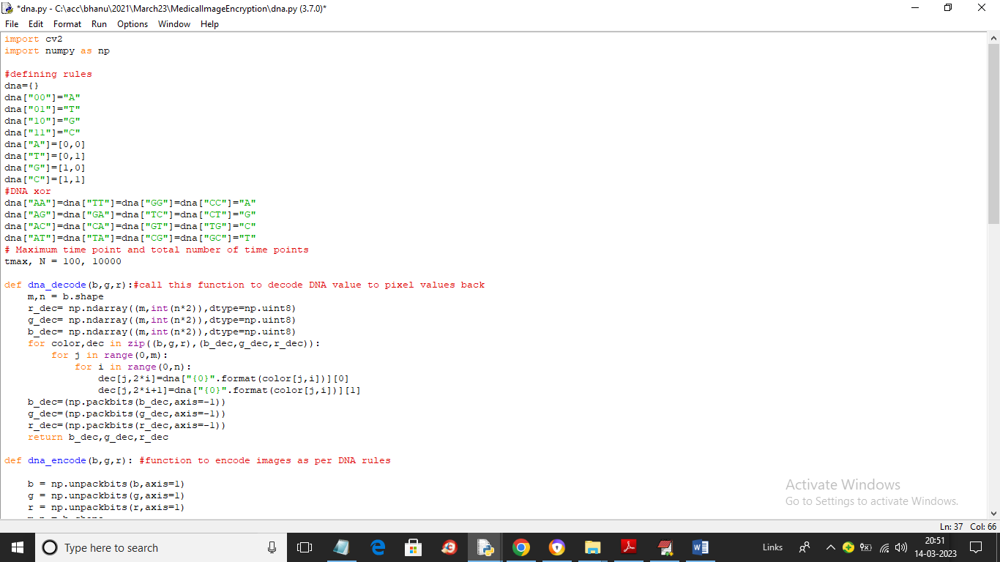 *dna.py - C:\acc\bhanu\2021\March23\MedicalImageEncryption\dna.py (3.7.0)*
File Edit Format Run Options Window Help
import cv2
import numpy as np

#defining rules
dna={}
dna["00"]="A"
dna["01"]="T"
dna["10"]="G"
dna["11"]="C"
dna["A"]=[0,0]
dna["T"]=[0,1]
dna["G"]=[1,0]
dna["C"]=[1,1]
#DNA xor
dna["AA"]=dna["TT"]=dna["GG"]=dna["CC"]="A"
dna["AG"]=dna["GA"]=dna["TC"]=dna["CT"]="G"
dna["AC"]=dna["CA"]=dna["GT"]=dna["TG"]="C"
dna["AT"]=dna["TA"]=dna["CG"]=dna["GC"]="T"
# Maximum time point and total number of time points
tmax, N = 100, 10000

def dna_decode(b,g,r):#call this function to decode DNA value to pixel values back
    m,n = b.shape
    r_dec= np.ndarray((m,int(n*2)),dtype=np.uint8)
    g_dec= np.ndarray((m,int(n*2)),dtype=np.uint8)
    b_dec= np.ndarray((m,int(n*2)),dtype=np.uint8)
    for color,dec in zip((b,g,r),(b_dec,g_dec,r_dec)):
        for j in range(0,m):
            for i in range(0,n):
                dec[j,2*i]=dna["{0}".format(color[j,i])][0]
                dec[j,2*i+1]=dna["{0}".format(color[j,i])][1]
    b_dec=(np.packbits(b_dec,axis=-1))
    g_dec=(np.packbits(g_dec,axis=-1))
    r_dec=(np.packbits(r_dec,axis=-1))
    return b_dec,g_dec,r_dec

def dna_encode(b,g,r): #function to encode images as per DNA rules

    b = np.unpackbits(b,axis=1)
    g = np.unpackbits(g,axis=1)
    r = np.unpackbits(r,axis=1)
Activate Windows
Go to Settings to activate Windows.
Ln: 37 Col: 66
Type here to search
Links
20:51
14-03-2023